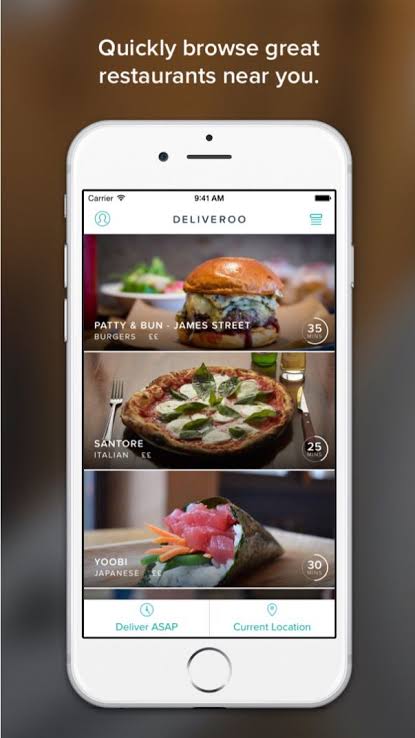 Quickly browse great
restaurants near you.
Carrier 9:41 AM
DELIVEROO
PATTY & BUN - JAMES STREET
BURGERS ££
35
MINS
SANTORE
ITALIAN ££
25
MINS
YOOBI
JAPANESE ££
30
MINS
Deliver ASAP
Current Location